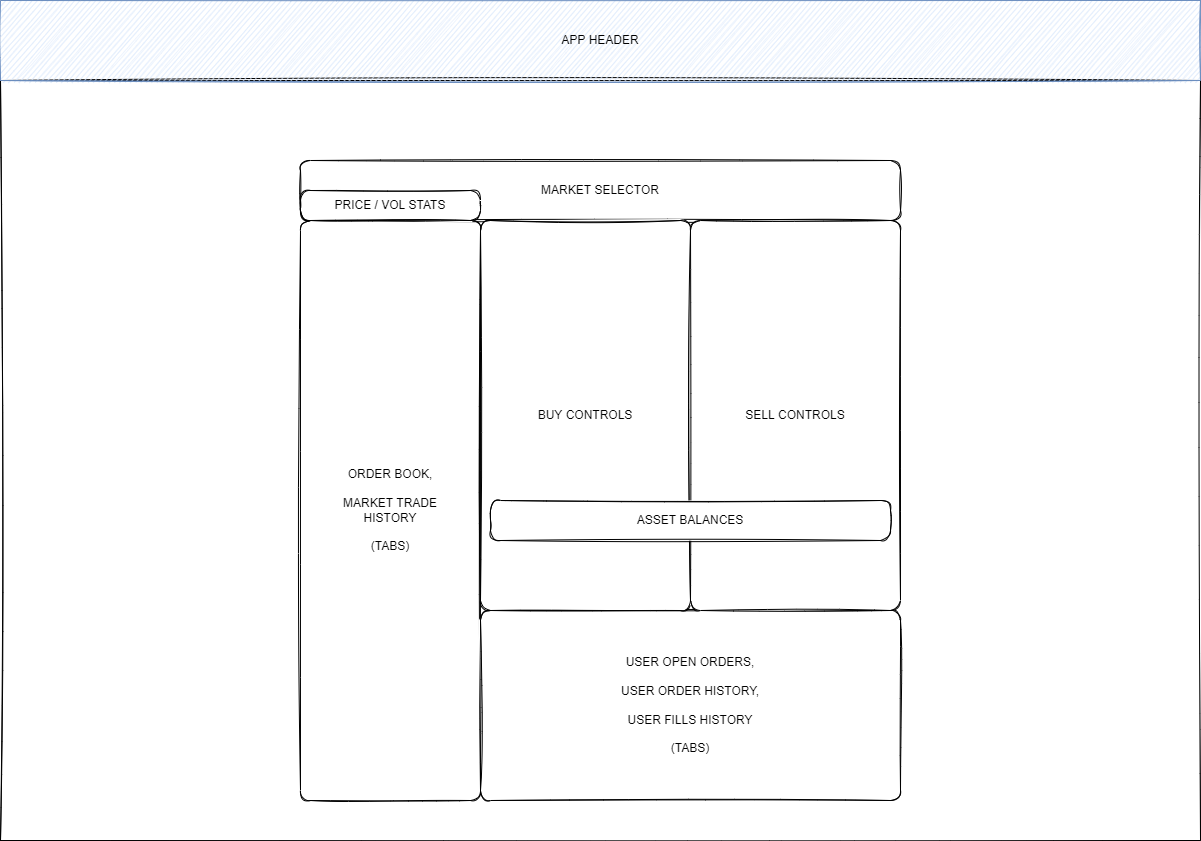 APP HEADER
MARKET SELECTOR
PRICE / VOL STATS
ORDER BOOK,
MARKET TRADE
HISTORY
(TABS)
BUY CONTROLS
SELL CONTROLS
ASSET BALANCES
USER OPEN ORDERS,
USER ORDER HISTORY,
USER FILLS HISTORY
(TABS)